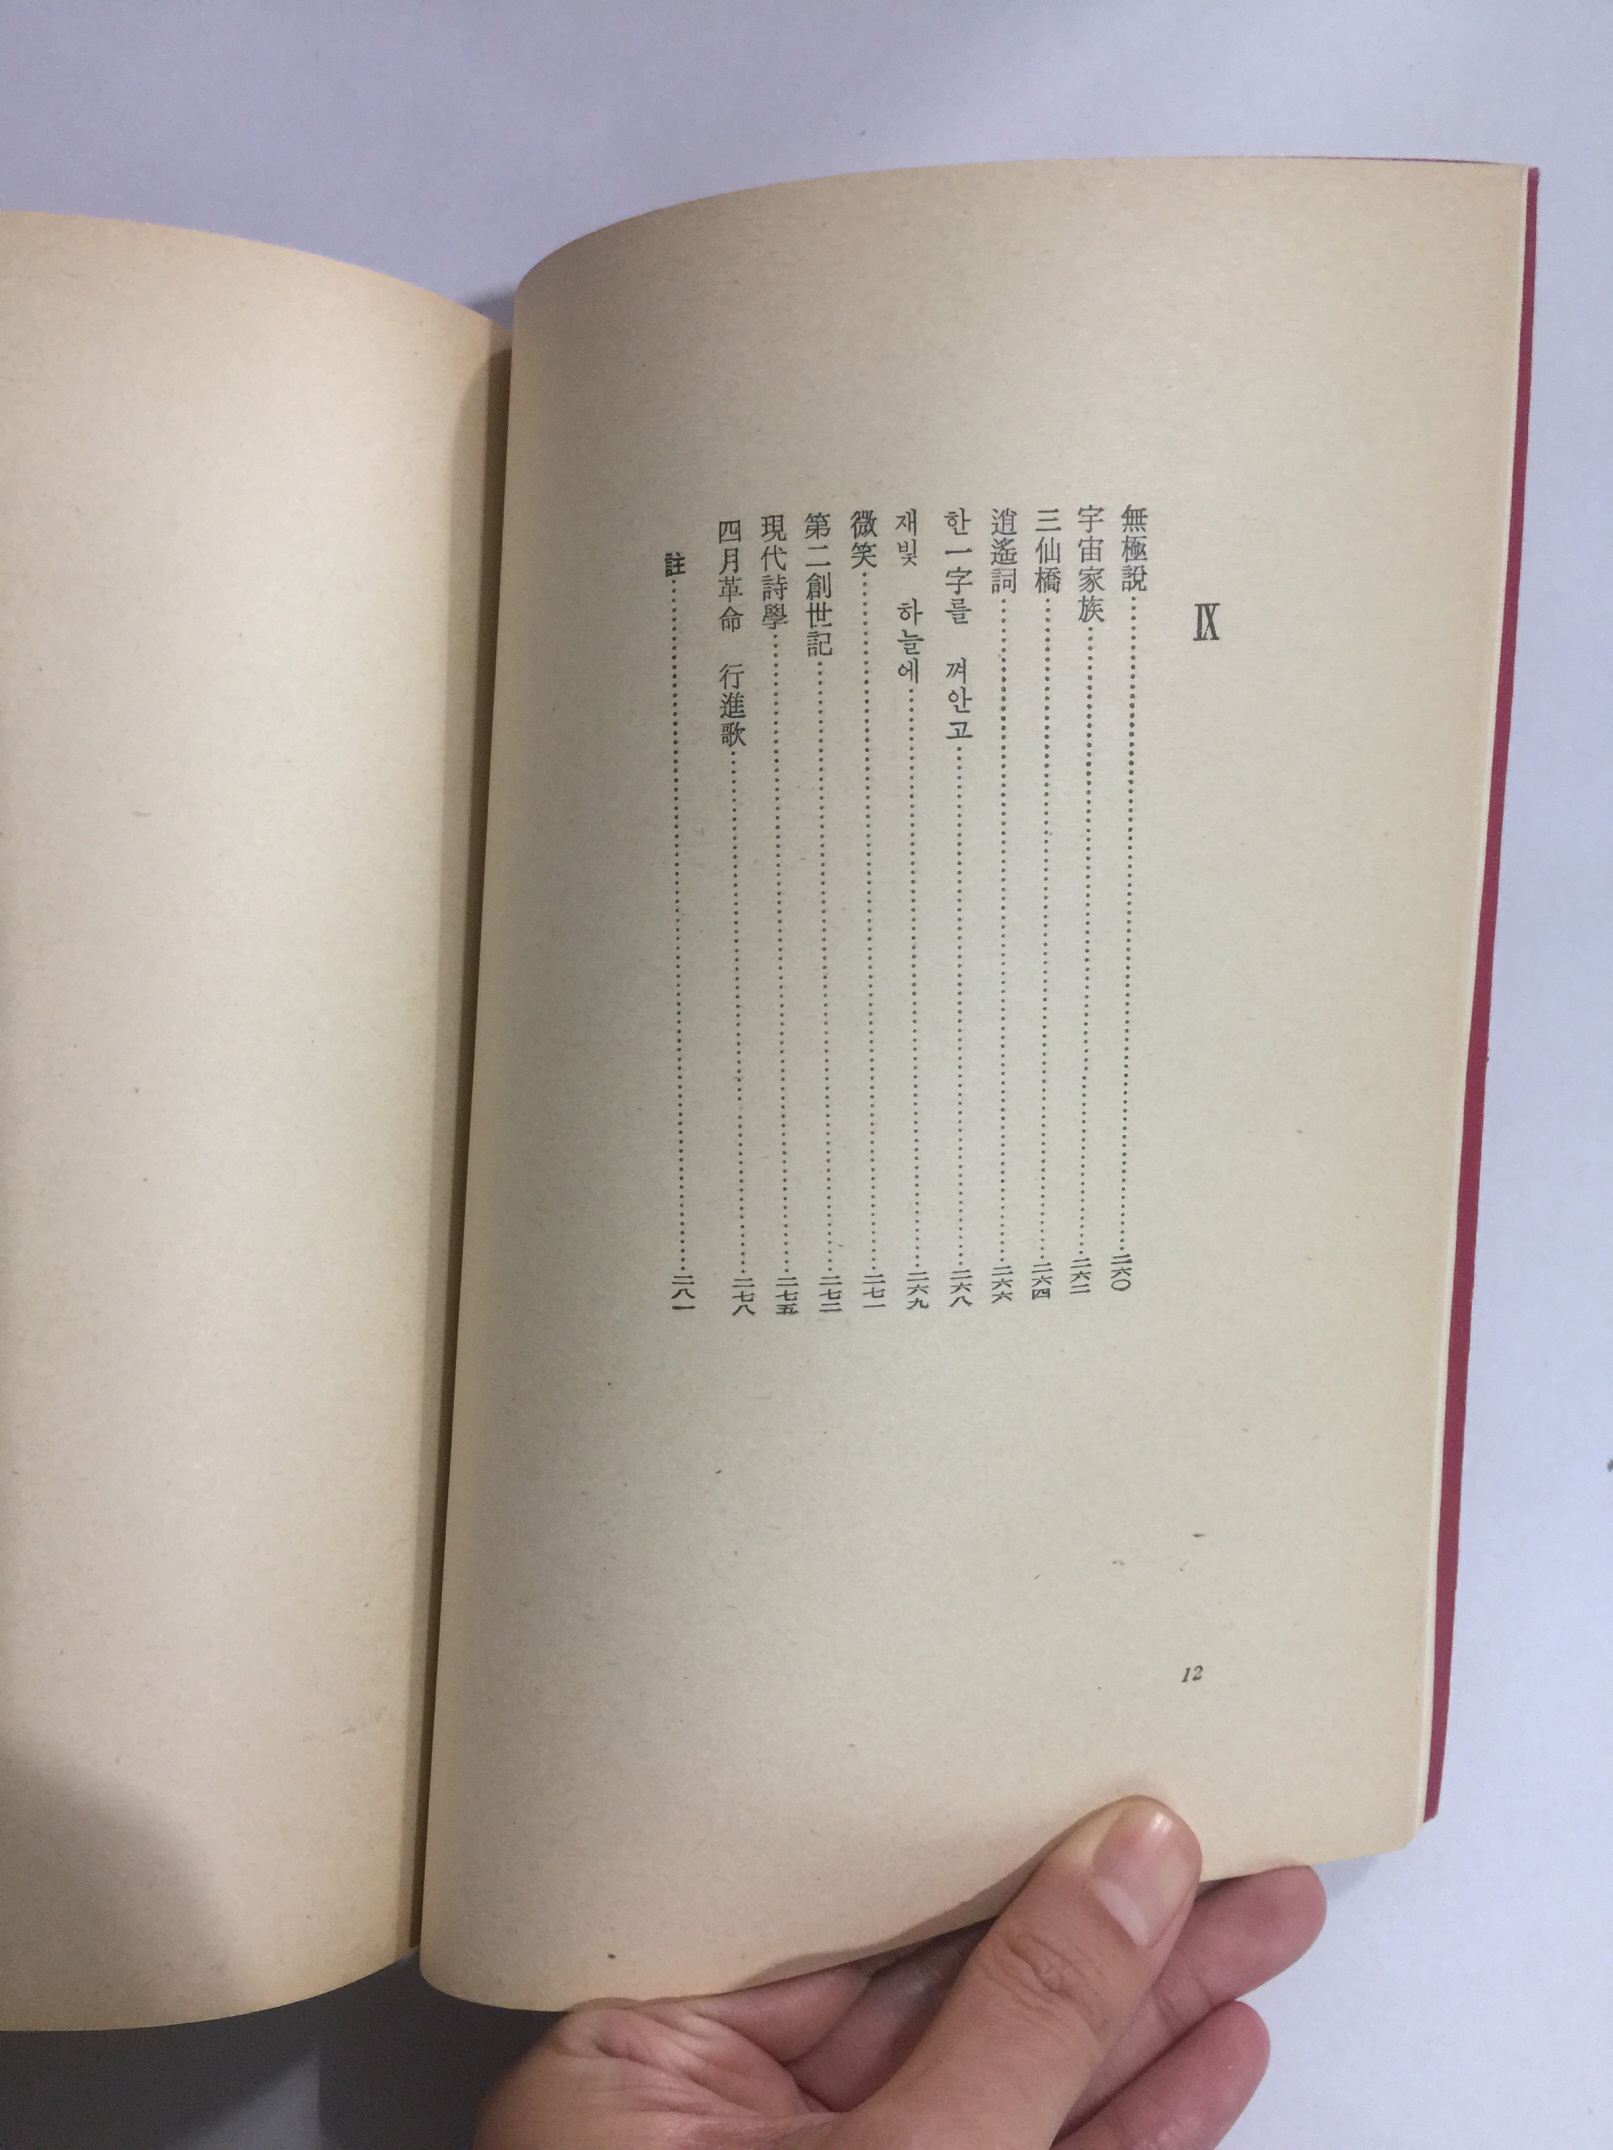 Ⅸ
無極說……二六〇
宇宙家族……二六二
三仙橋……二六四
逍遙詞……二六六
한 一字를 껴안고……二六八
재빛 하늘에……二六九
微笑……二七一
第二創世記……二七二
現代詩學……二七五
四月革命 行進歌……二七八
註……二八一
12